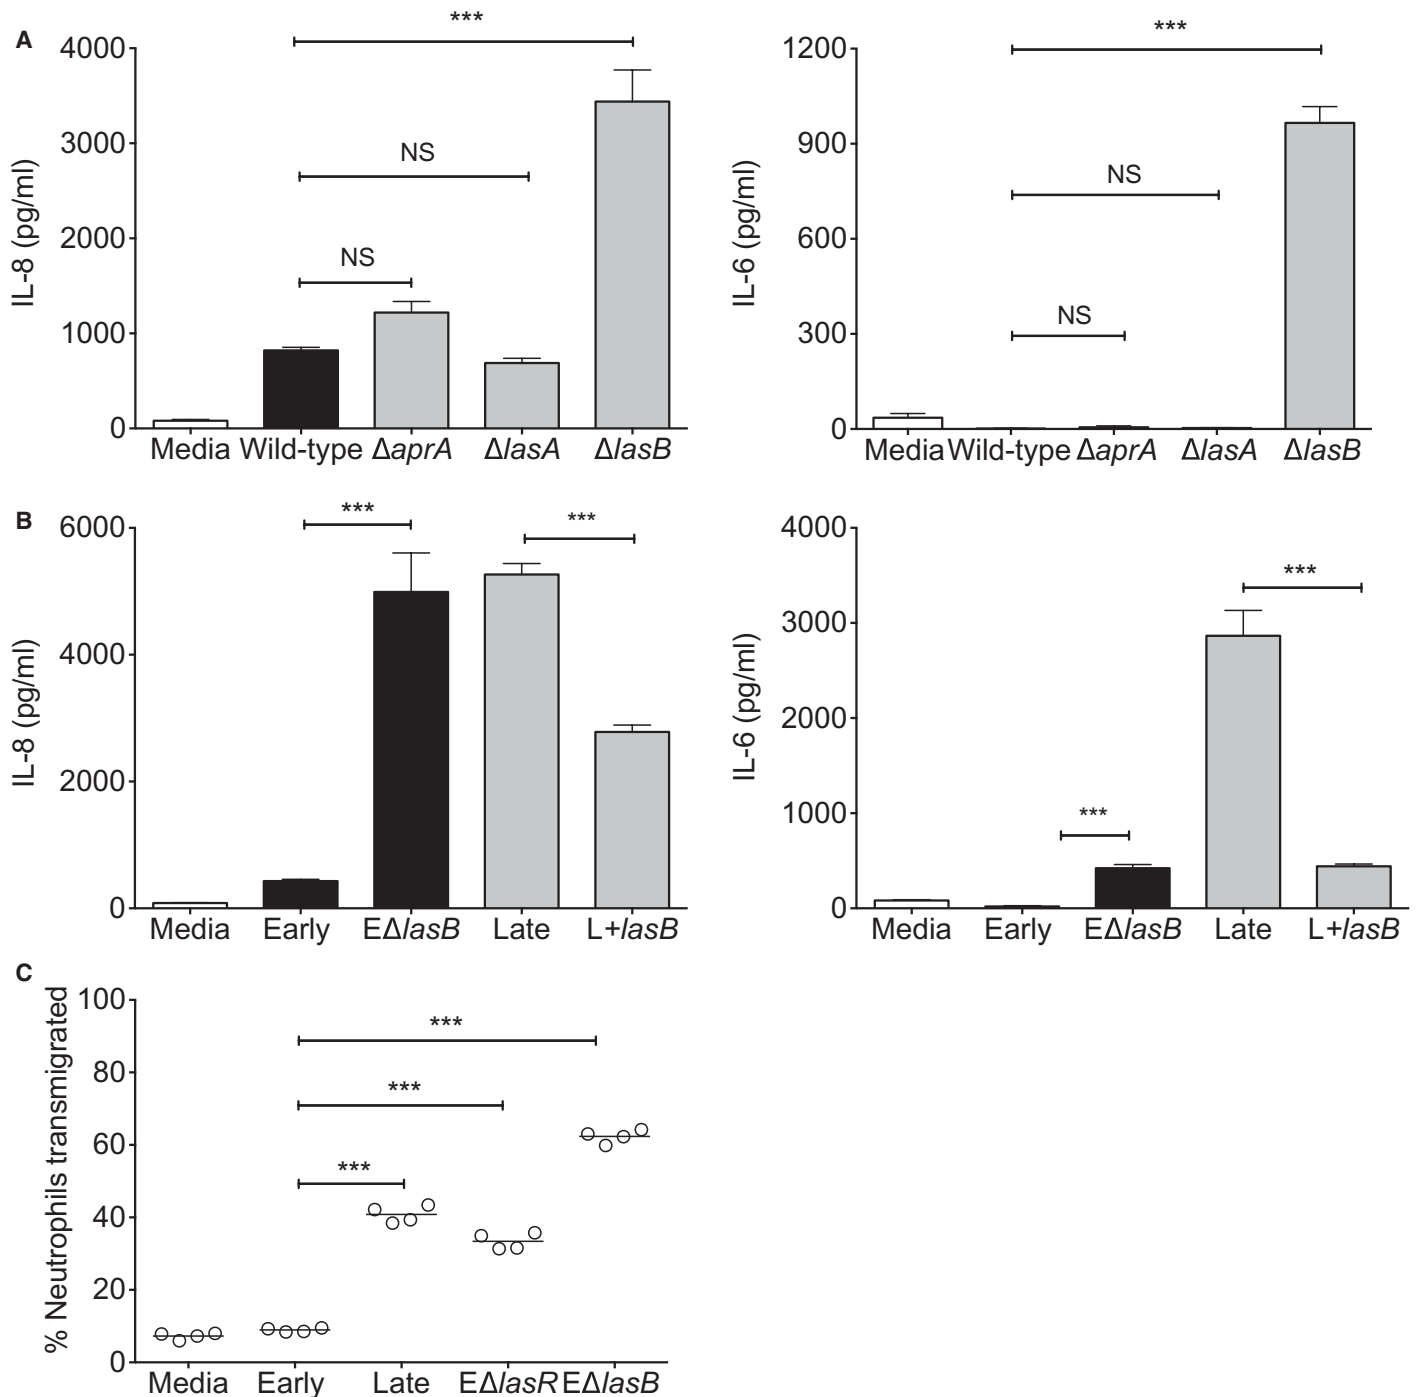 A
***
NS
NS
IL-8 (pg/ml)
4000
3000
2000
1000
0
Media Wild-type ΔaprA ΔlasA ΔlasB
***
NS
NS
IL-6 (pg/ml)
1200
900
600
300
0
Media Wild-type ΔaprA ΔlasA ΔlasB
B
***
***
IL-8 (pg/ml)
6000
4000
2000
0
Media Early EΔlasB Late L+lasB
***
***
IL-6 (pg/ml)
4000
3000
2000
1000
0
Media Early EΔlasB Late L+lasB
C
***
***
***
% Neutrophils transmigrated
100
80
60
40
20
0
Media Early Late EΔlasR EΔlasB